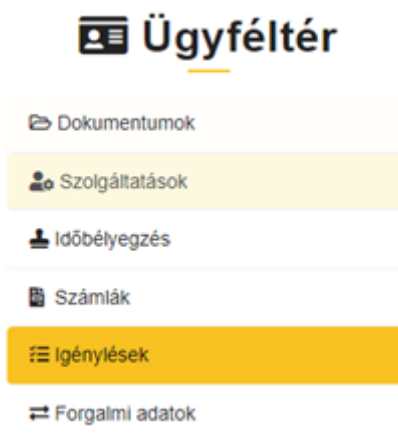 Ügyféltér
Dokumentumok
Szolgáltatások
Időbélyegzés
Számlák
Igénylések
Forgalmi adatok